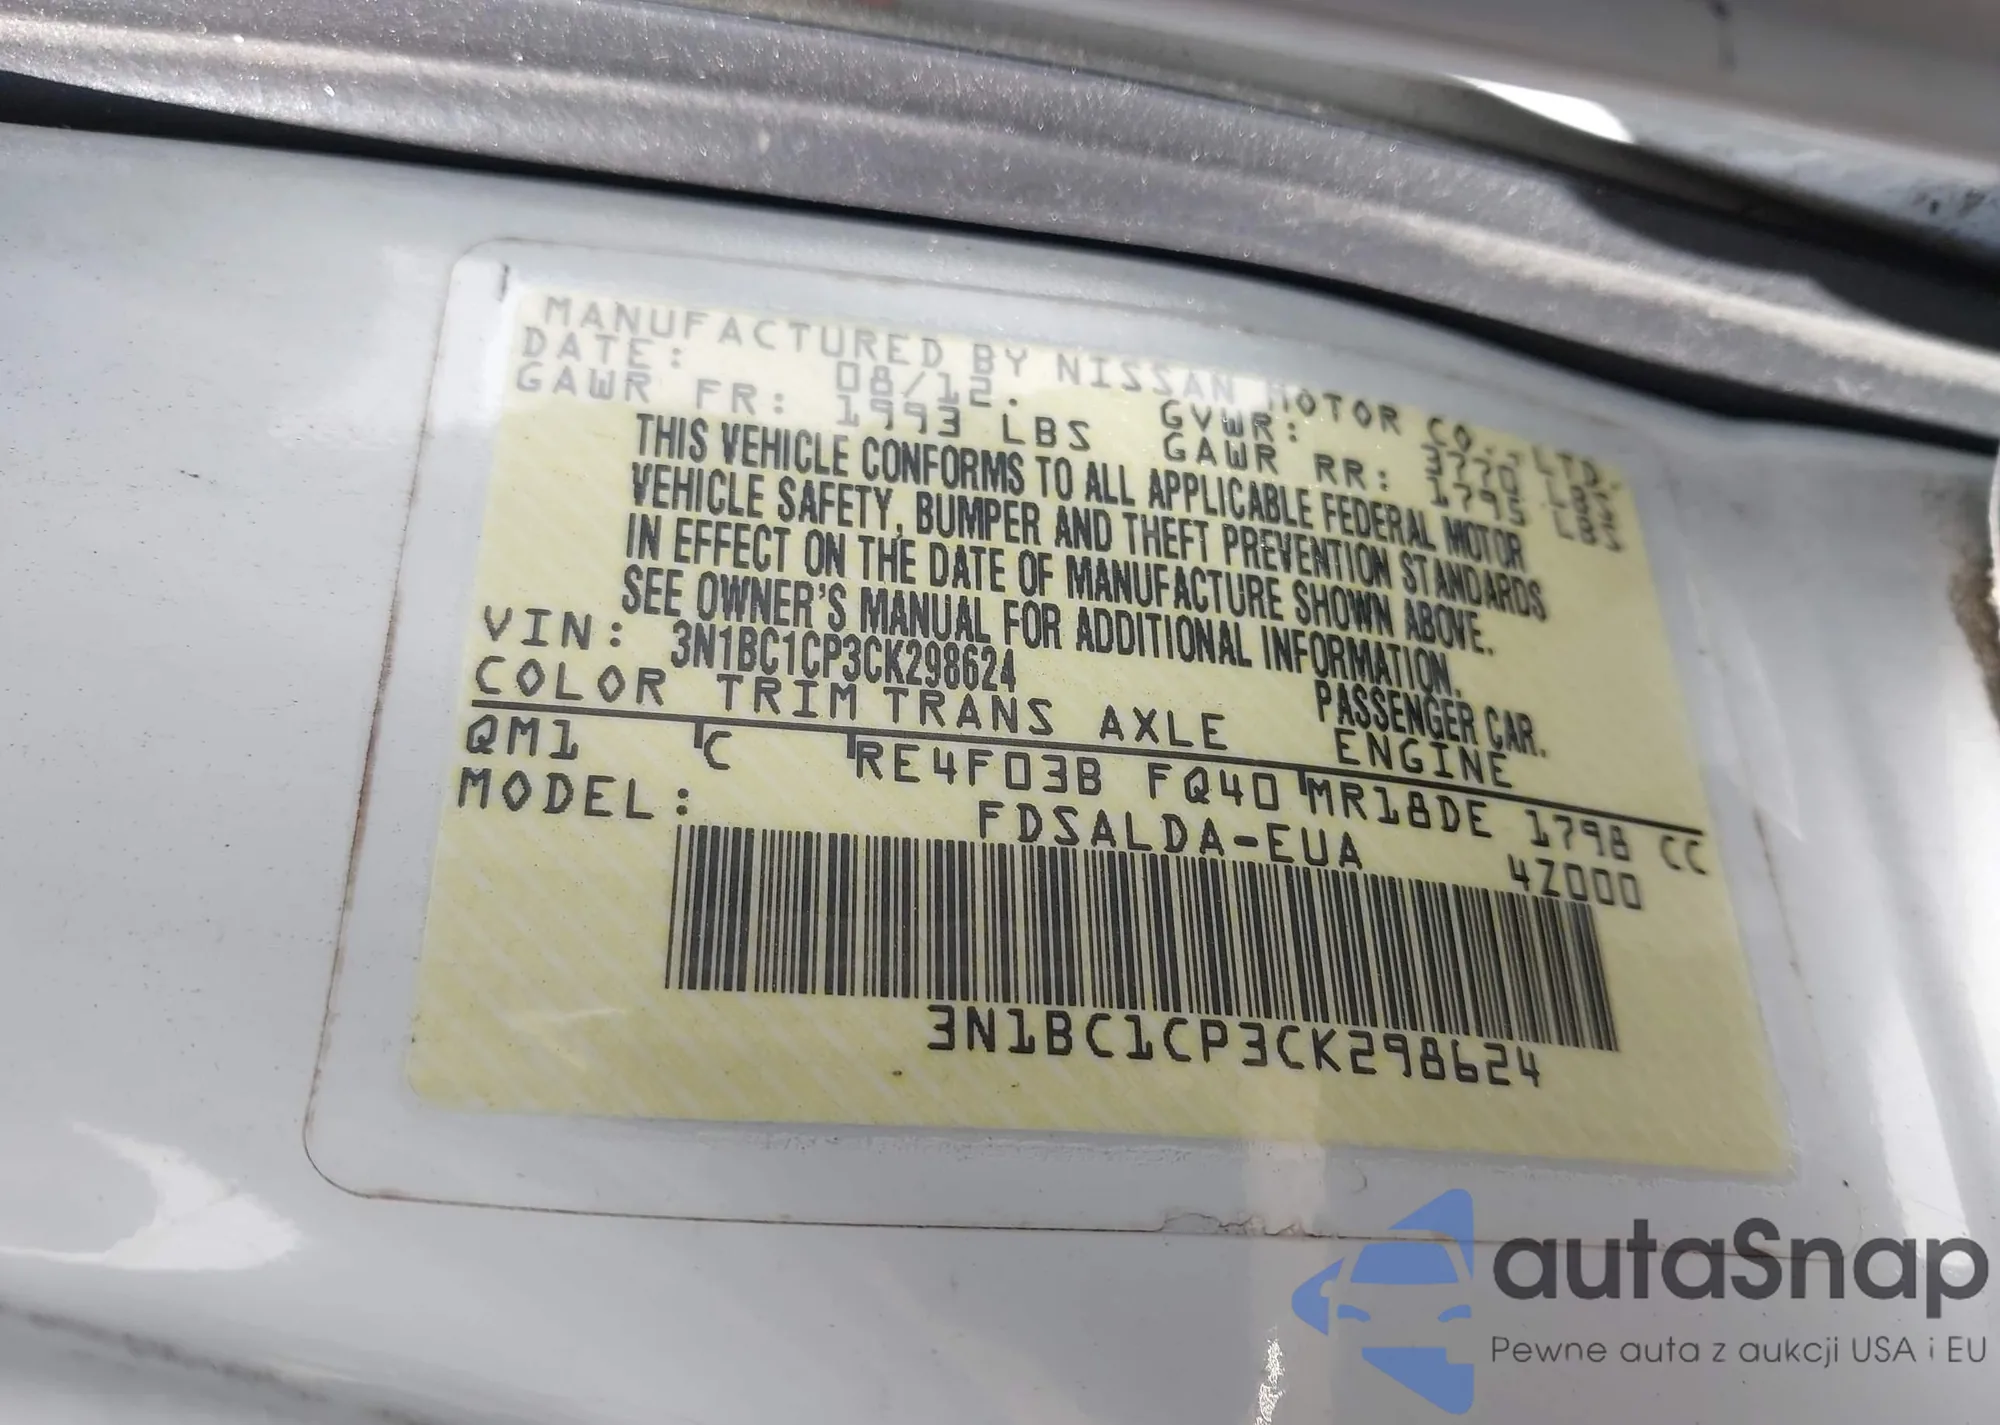 MANUFACTURED BY NISSAN MOTOR CO., LTD.
DATE: 08/12. GVWR: 3770 LBS
GAWR FR: 1993 LBS GAWR RR: 1795 LBS
THIS VEHICLE CONFORMS TO ALL APPLICABLE FEDERAL MOTOR
VEHICLE SAFETY, BUMPER AND THEFT PREVENTION STANDARDS
IN EFFECT ON THE DATE OF MANUFACTURE SHOWN ABOVE.
SEE OWNER'S MANUAL FOR ADDITIONAL INFORMATION.
VIN: 3N1BC1CP3CK298624 PASSENGER CAR.
COLOR TRIM TRANS AXLE ENGINE
QM1 C RE4F03B FQ40 MR18DE 1798 CC
MODEL: FDSALDA-EUA 4Z000
3N1BC1CP3CK298624
autaSnap
Pewne auta z aukcji USA i EU